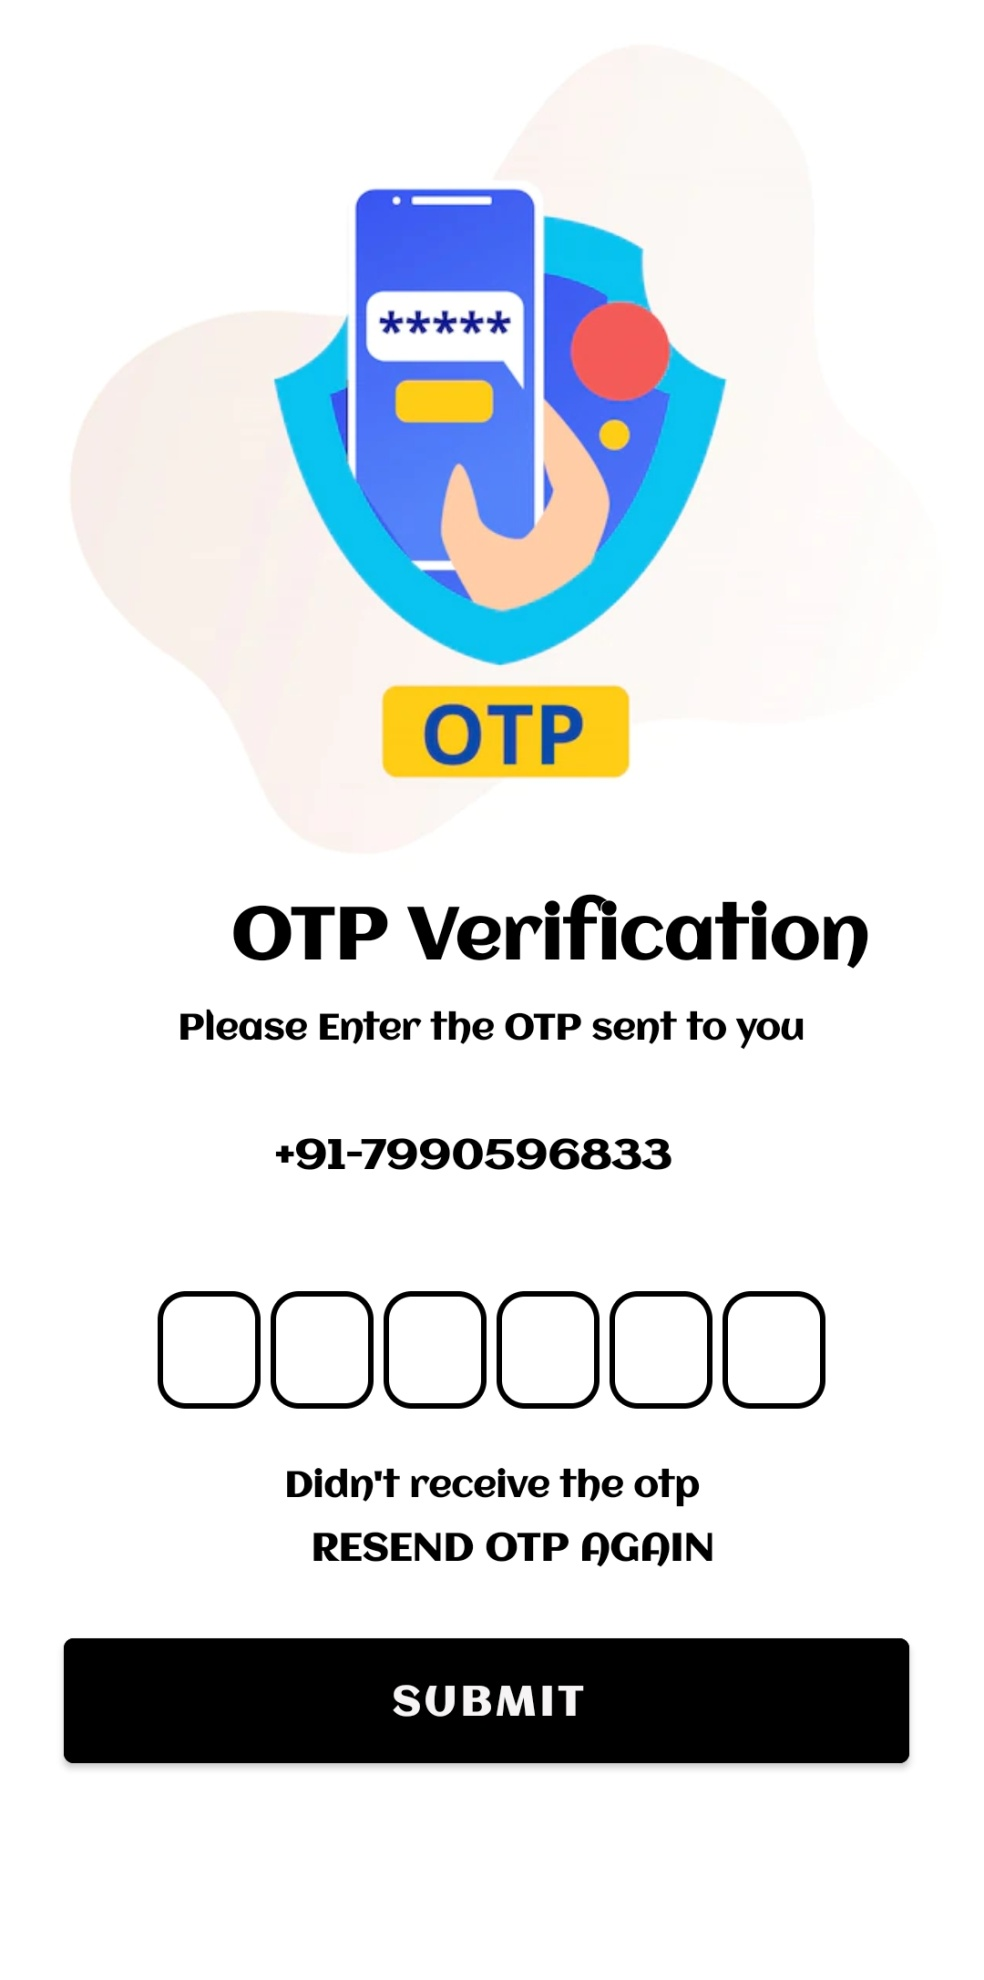 *****
OTP
OTP Verification
Please Enter the OTP sent to you
+91-7990596833
Didn't receive the otp
RESEND OTP AGAIN
SUBMIT